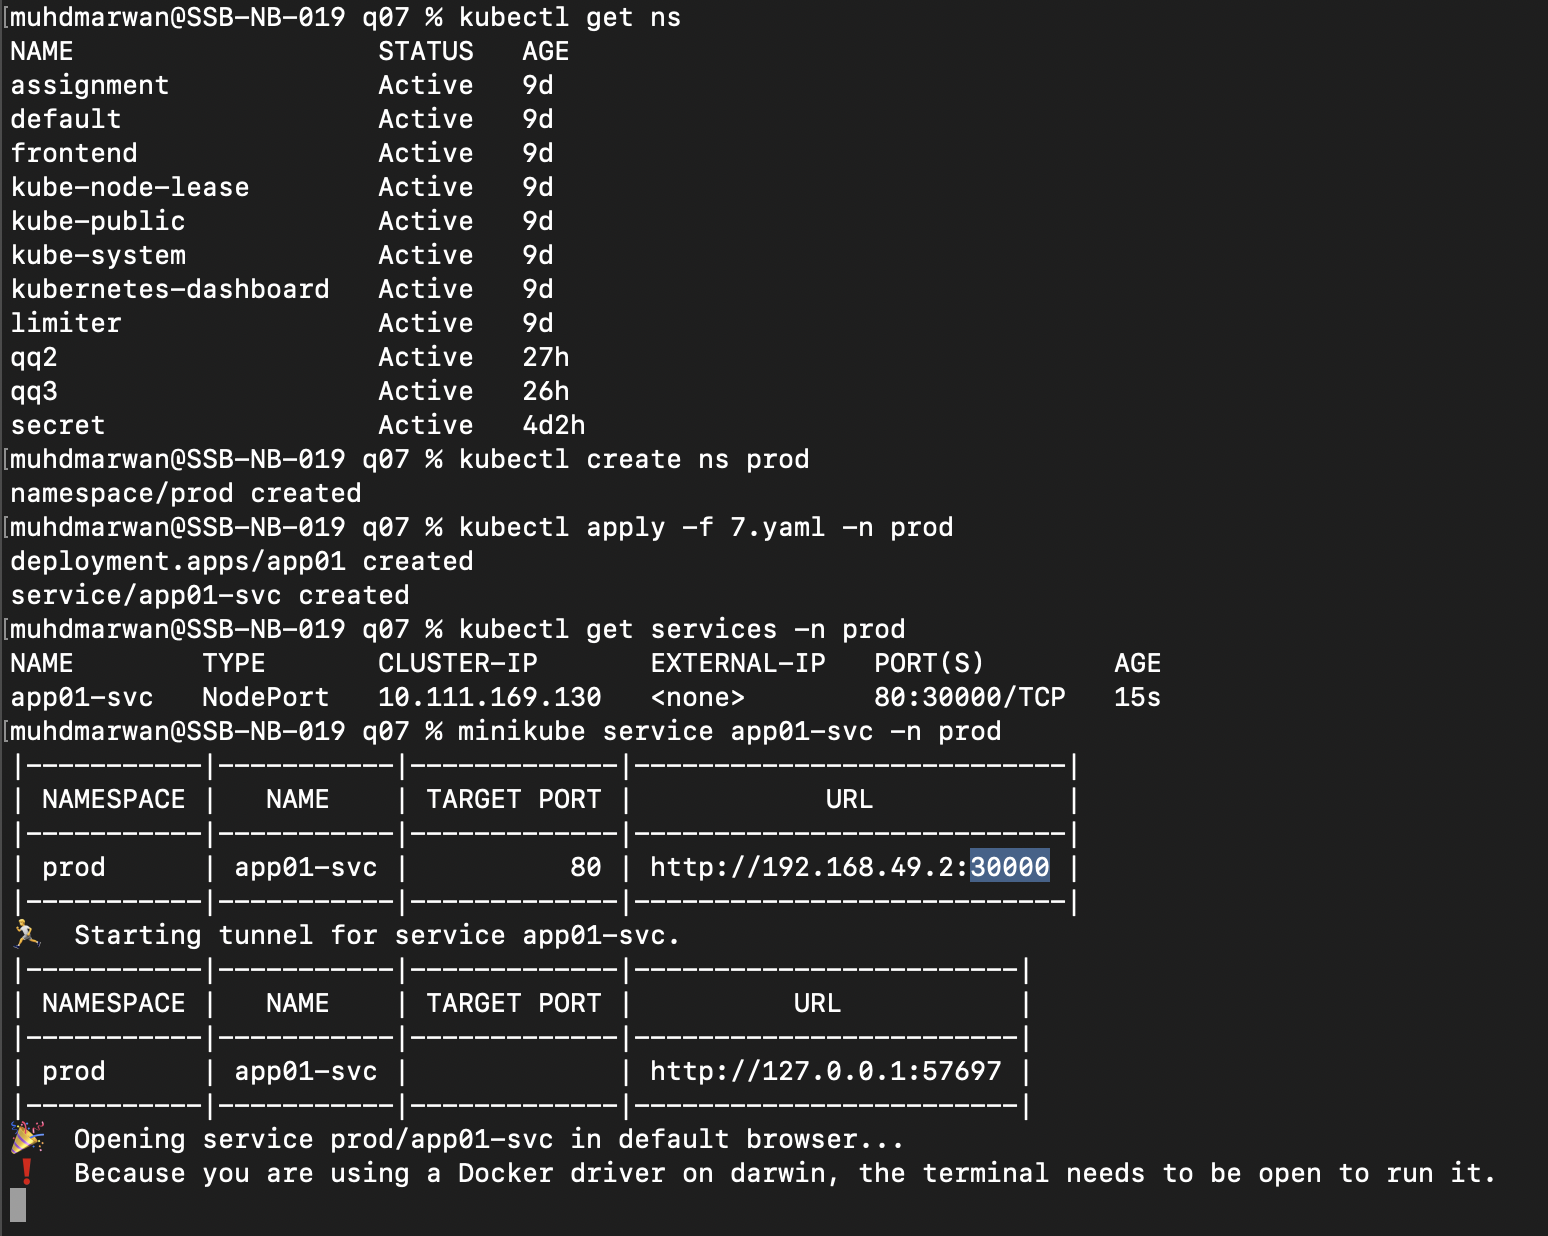 [muhdmarwan@SSB-NB-019 q07 % kubectl get ns
NAME                   STATUS   AGE
assignment             Active   9d
default                Active   9d
frontend               Active   9d
kube-node-lease        Active   9d
kube-public            Active   9d
kube-system            Active   9d
kubernetes-dashboard   Active   9d
limiter                Active   9d
qq2                    Active   27h
qq3                    Active   26h
secret                 Active   4d2h
[muhdmarwan@SSB-NB-019 q07 % kubectl create ns prod
namespace/prod created
[muhdmarwan@SSB-NB-019 q07 % kubectl apply -f 7.yaml -n prod
deployment.apps/app01 created
service/app01-svc created
[muhdmarwan@SSB-NB-019 q07 % kubectl get services -n prod
NAME        TYPE       CLUSTER-IP       EXTERNAL-IP   PORT(S)        AGE
app01-svc   NodePort   10.111.169.130   <none>        80:30000/TCP   15s
[muhdmarwan@SSB-NB-019 q07 % minikube service app01-svc -n prod
|-----------|-----------|-------------|---------------------------|
| NAMESPACE |   NAME    | TARGET PORT |            URL            |
|-----------|-----------|-------------|---------------------------|
| prod      | app01-svc |          80 | http://192.168.49.2:30000 |
|-----------|-----------|-------------|---------------------------|
🏃  Starting tunnel for service app01-svc.
|-----------|-----------|-------------|------------------------|
| NAMESPACE |   NAME    | TARGET PORT |          URL           |
|-----------|-----------|-------------|------------------------|
| prod      | app01-svc |             | http://127.0.0.1:57697 |
|-----------|-----------|-------------|------------------------|
🎉  Opening service prod/app01-svc in default browser...
❗  Because you are using a Docker driver on darwin, the terminal needs to be open to run it.